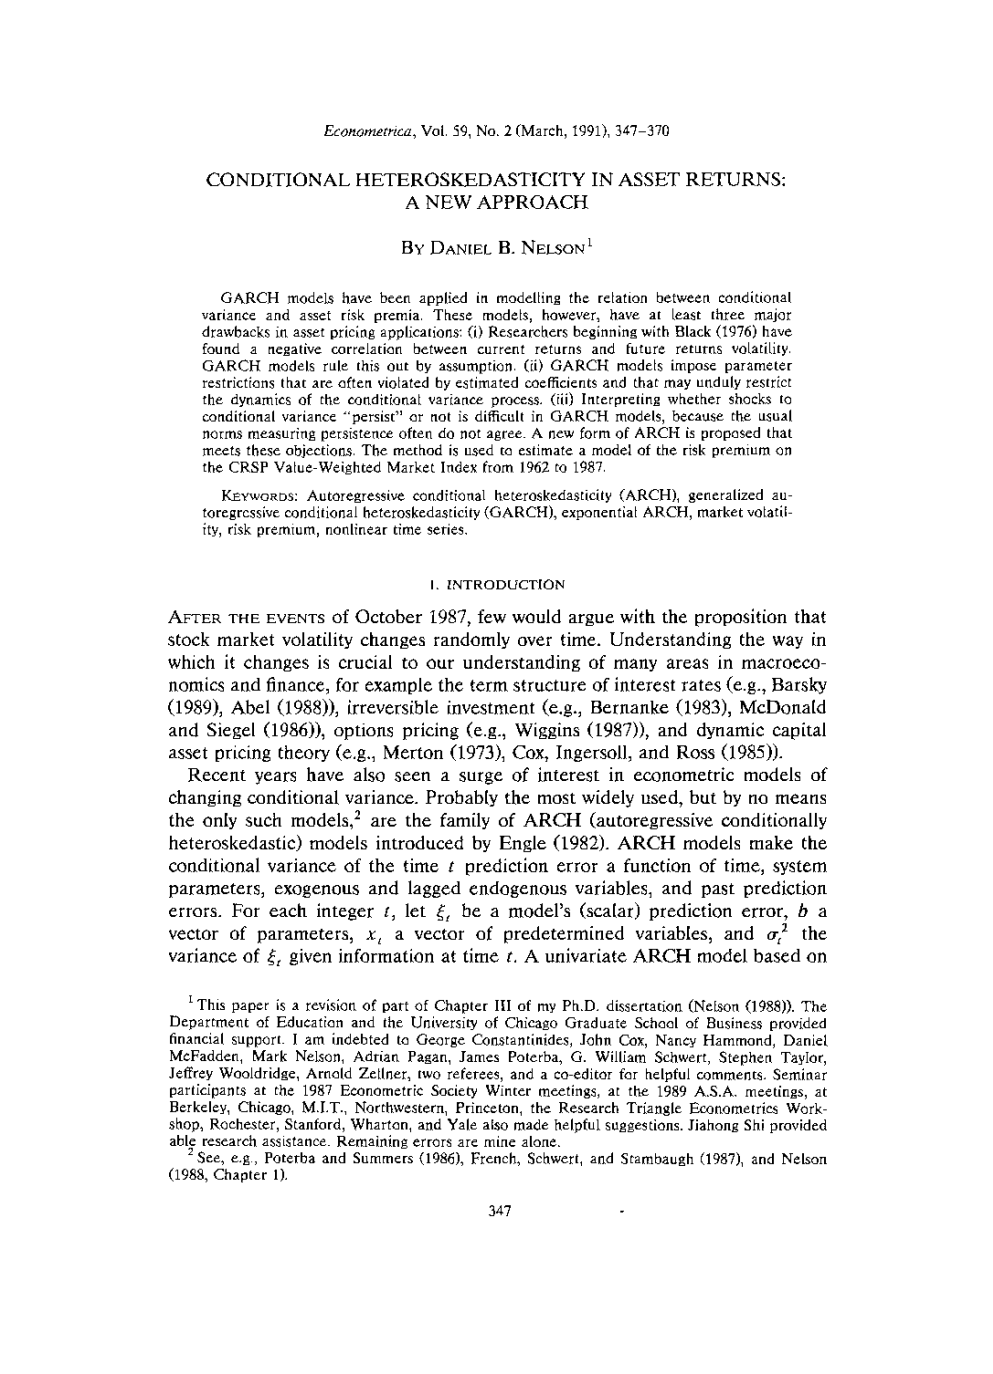 Econometrica, Vol. 59, No. 2 (March, 1991), 347–370
CONDITIONAL HETEROSKEDASTICITY IN ASSET RETURNS:
A NEW APPROACH
BY DANIEL B. NELSON¹
GARCH models have been applied in modelling the relation between conditional
variance and asset risk premia. These models, however, have at least three major
drawbacks in asset pricing applications: (i) Researchers beginning with Black (1976) have
found a negative correlation between current returns and future returns volatility.
GARCH models rule this out by assumption. (ii) GARCH models impose parameter
restrictions that are often violated by estimated coefficients and that may unduly restrict
the dynamics of the conditional variance process. (iii) Interpreting whether shocks to
conditional variance "persist" or not is difficult in GARCH models, because the usual
norms measuring persistence often do not agree. A new form of ARCH is proposed that
meets these objections. The method is used to estimate a model of the risk premium on
the CRSP Value-Weighted Market Index from 1962 to 1987.
KEYWORDS: Autoregressive conditional heteroskedasticity (ARCH), generalized au-
toregressive conditional heteroskedasticity (GARCH), exponential ARCH, market volatil-
ity, risk premium, nonlinear time series.
1. INTRODUCTION
AFTER THE EVENTS of October 1987, few would argue with the proposition that
stock market volatility changes randomly over time. Understanding the way in
which it changes is crucial to our understanding of many areas in macroeco-
nomics and finance, for example the term structure of interest rates (e.g., Barsky
(1989), Abel (1988)), irreversible investment (e.g., Bernanke (1983), McDonald
and Siegel (1986)), options pricing (e.g., Wiggins (1987)), and dynamic capital
asset pricing theory (e.g., Merton (1973), Cox, Ingersoll, and Ross (1985)).
Recent years have also seen a surge of interest in econometric models of
changing conditional variance. Probably the most widely used, but by no means
the only such models,² are the family of ARCH (autoregressive conditionally
heteroskedastic) models introduced by Engle (1982). ARCH models make the
conditional variance of the time t prediction error a function of time, system
parameters, exogenous and lagged endogenous variables, and past prediction
errors. For each integer t, let ξₜ be a model's (scalar) prediction error, b a
vector of parameters, xₜ a vector of predetermined variables, and σₜ² the
variance of ξₜ given information at time t. A univariate ARCH model based on
¹ This paper is a revision of part of Chapter III of my Ph.D. dissertation (Nelson (1988)). The
Department of Education and the University of Chicago Graduate School of Business provided
financial support. I am indebted to George Constantinides, John Cox, Nancy Hammond, Daniel
McFadden, Mark Nelson, Adrian Pagan, James Poterba, G. William Schwert, Stephen Taylor,
Jeffrey Wooldridge, Arnold Zellner, two referees, and a co-editor for helpful comments. Seminar
participants at the 1987 Econometric Society Winter meetings, at the 1989 A.S.A. meetings, at
Berkeley, Chicago, M.I.T., Northwestern, Princeton, the Research Triangle Econometrics Work-
shop, Rochester, Stanford, Wharton, and Yale also made helpful suggestions. Jiahong Shi provided
able research assistance. Remaining errors are mine alone.
² See, e.g., Poterba and Summers (1986), French, Schwert, and Stambaugh (1987), and Nelson
(1988, Chapter 1).
347